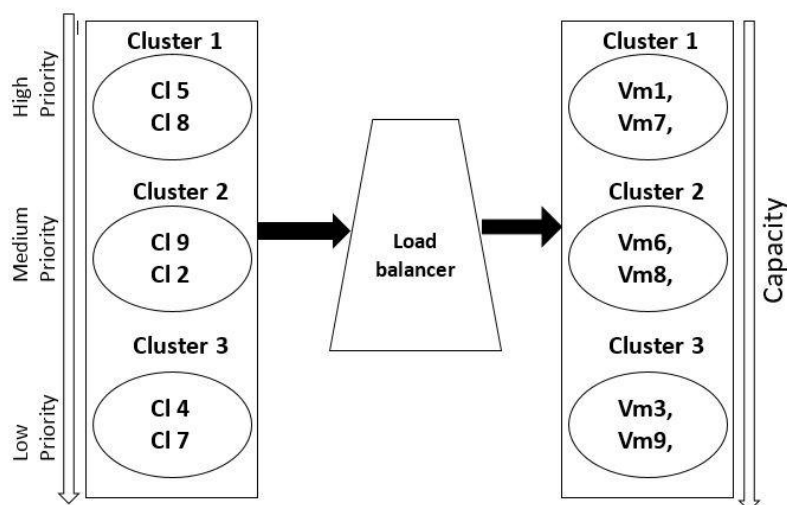 High
Priority
Medium
Priority
Low
Priority
Cluster 1
Cl 5
Cl 8
Cluster 2
Cl 9
Cl 2
Cluster 3
Cl 4
Cl 7
Load
balancer
Cluster 1
Vm1,
Vm7,
Cluster 2
Vm6,
Vm8,
Cluster 3
Vm3,
Vm9,
Capacity